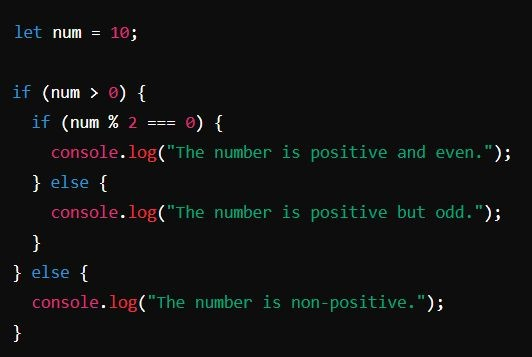 let num = 10;

if (num > 0) {
  if (num % 2 === 0) {
    console.log("The number is positive and even.");
  } else {
    console.log("The number is positive but odd.");
  }
} else {
  console.log("The number is non-positive.");
}